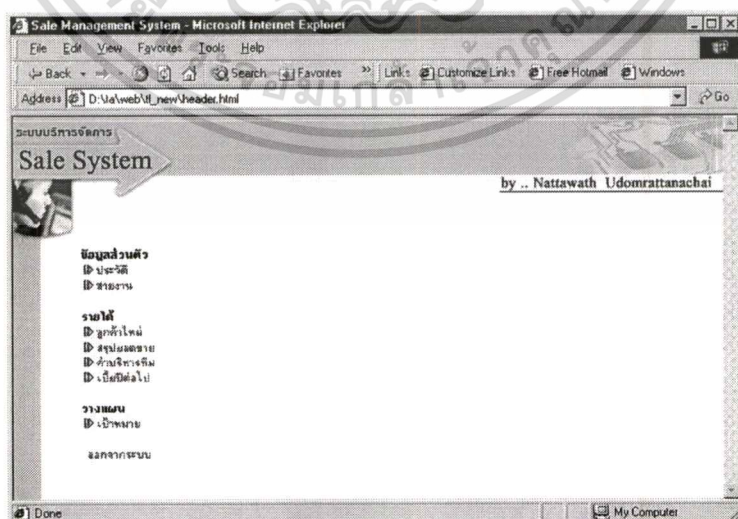 Sale Management System - Microsoft Internet Explorer
File Edit View Favorites Tools Help
Back Search Favorites » Links Customize Links Free Hotmail Windows
Address D:\la\web\tl_new\header.html Go
ระบบบริหารจัดการ
Sale System
by .. Nattawath Udomrattanachai
ข้อมูลส่วนตัว
ประวัติ
สายงาน
รายได้
ลูกค้าใหม่
สรุปยอดขาย
ค่าบริหารทีม
เบี้ยปีต่อไป
วางแผน
เป้าหมาย
ออกจากระบบ
Done My Computer